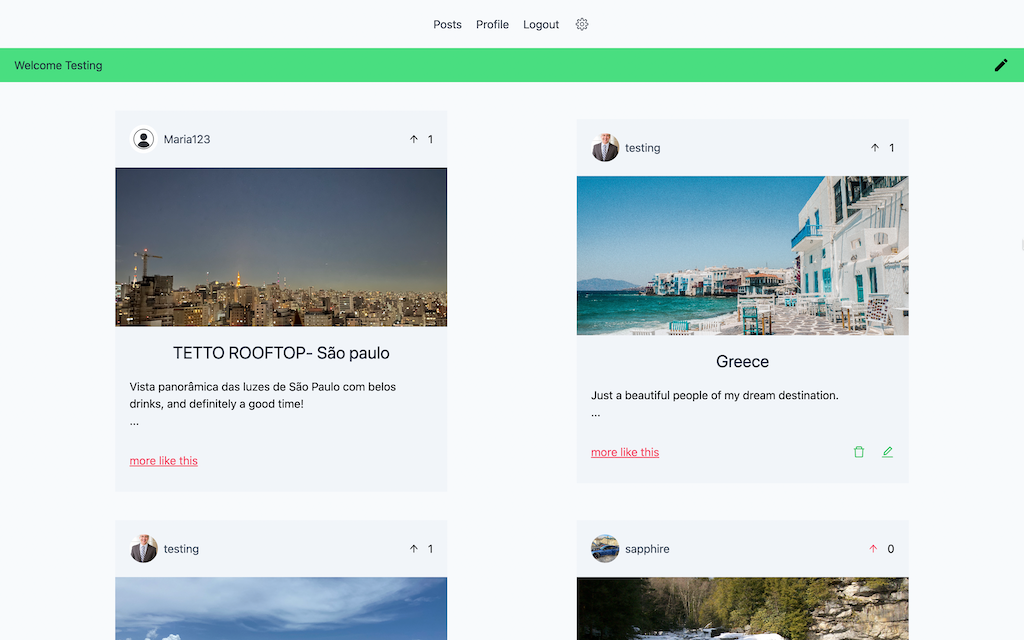 Posts Profile Logout
Welcome Testing
Maria123 1
TETTO ROOFTOP- São paulo
Vista panorâmica das luzes de São Paulo com belos
drinks, and definitely a good time!
...
more like this
testing 1
Greece
Just a beautiful people of my dream destination.
...
more like this
testing 1
sapphire 0